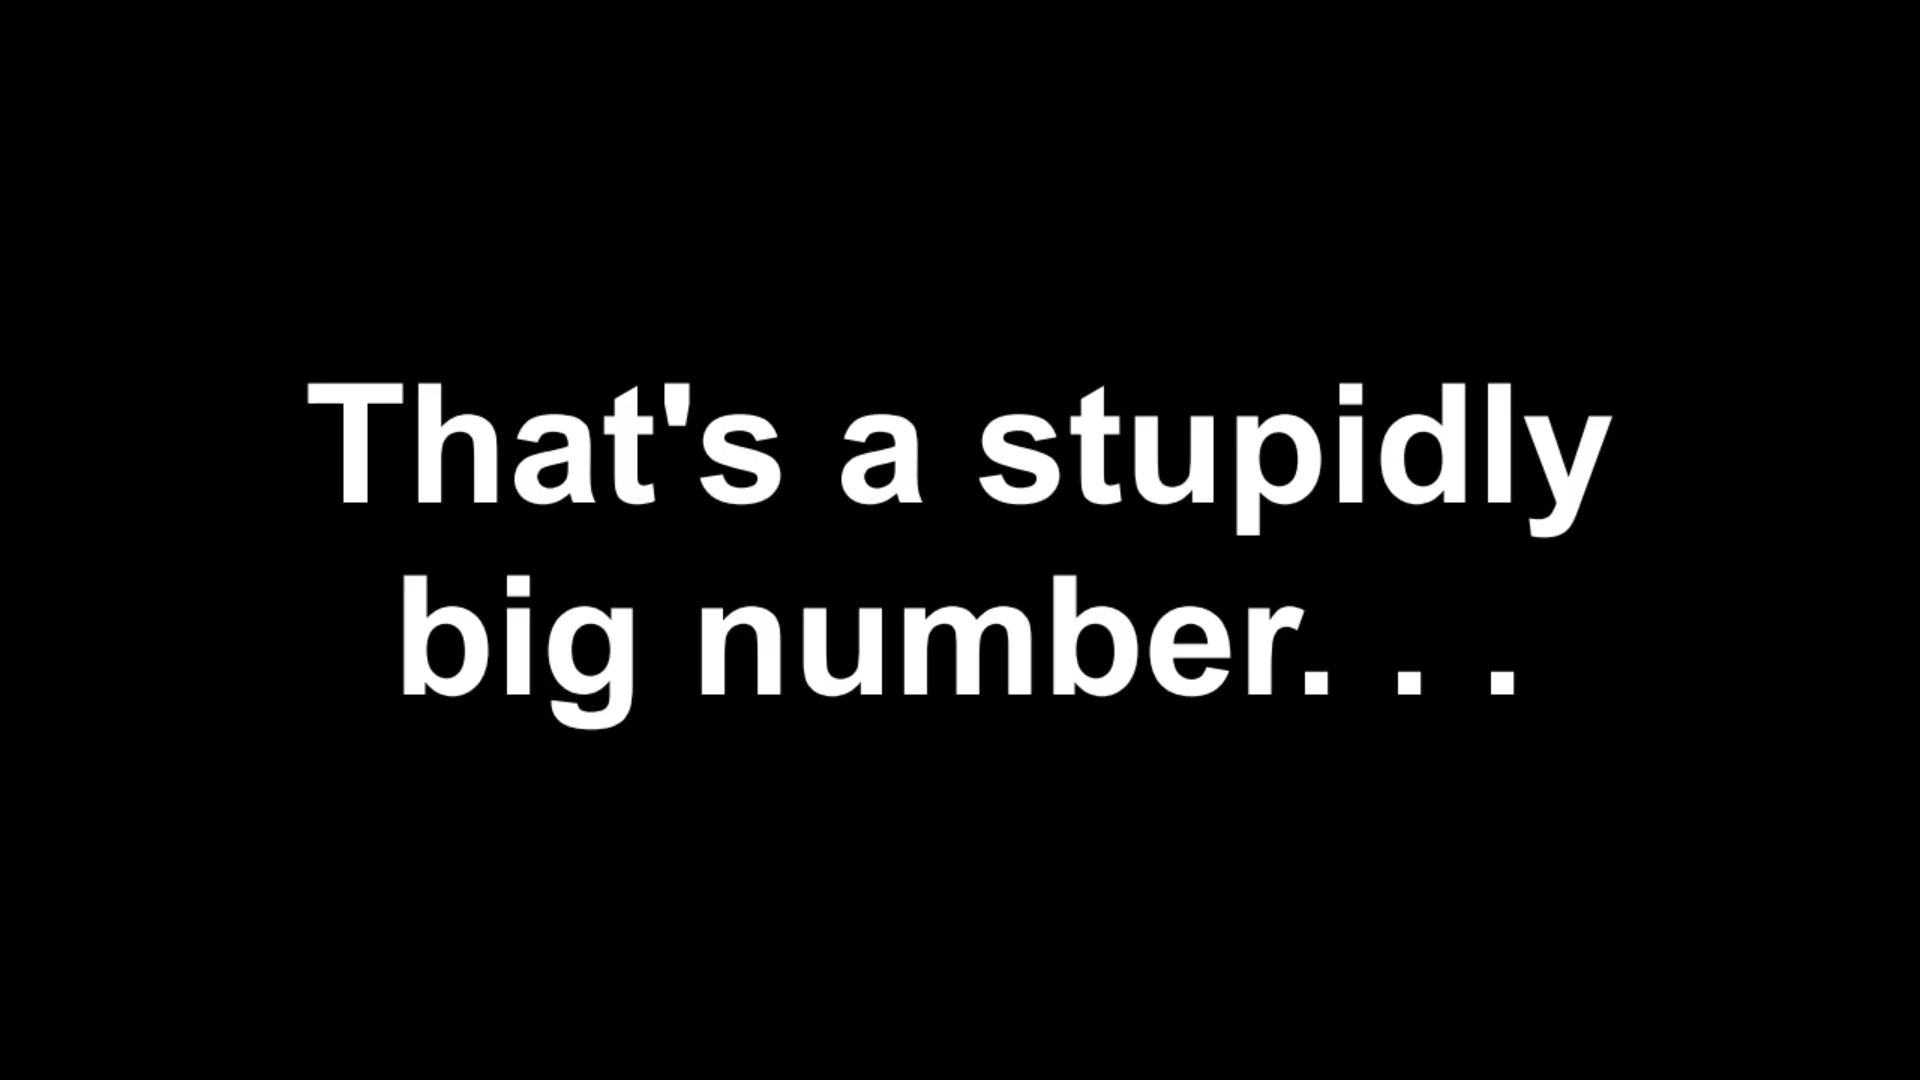 That's a stupidly
big number. . .